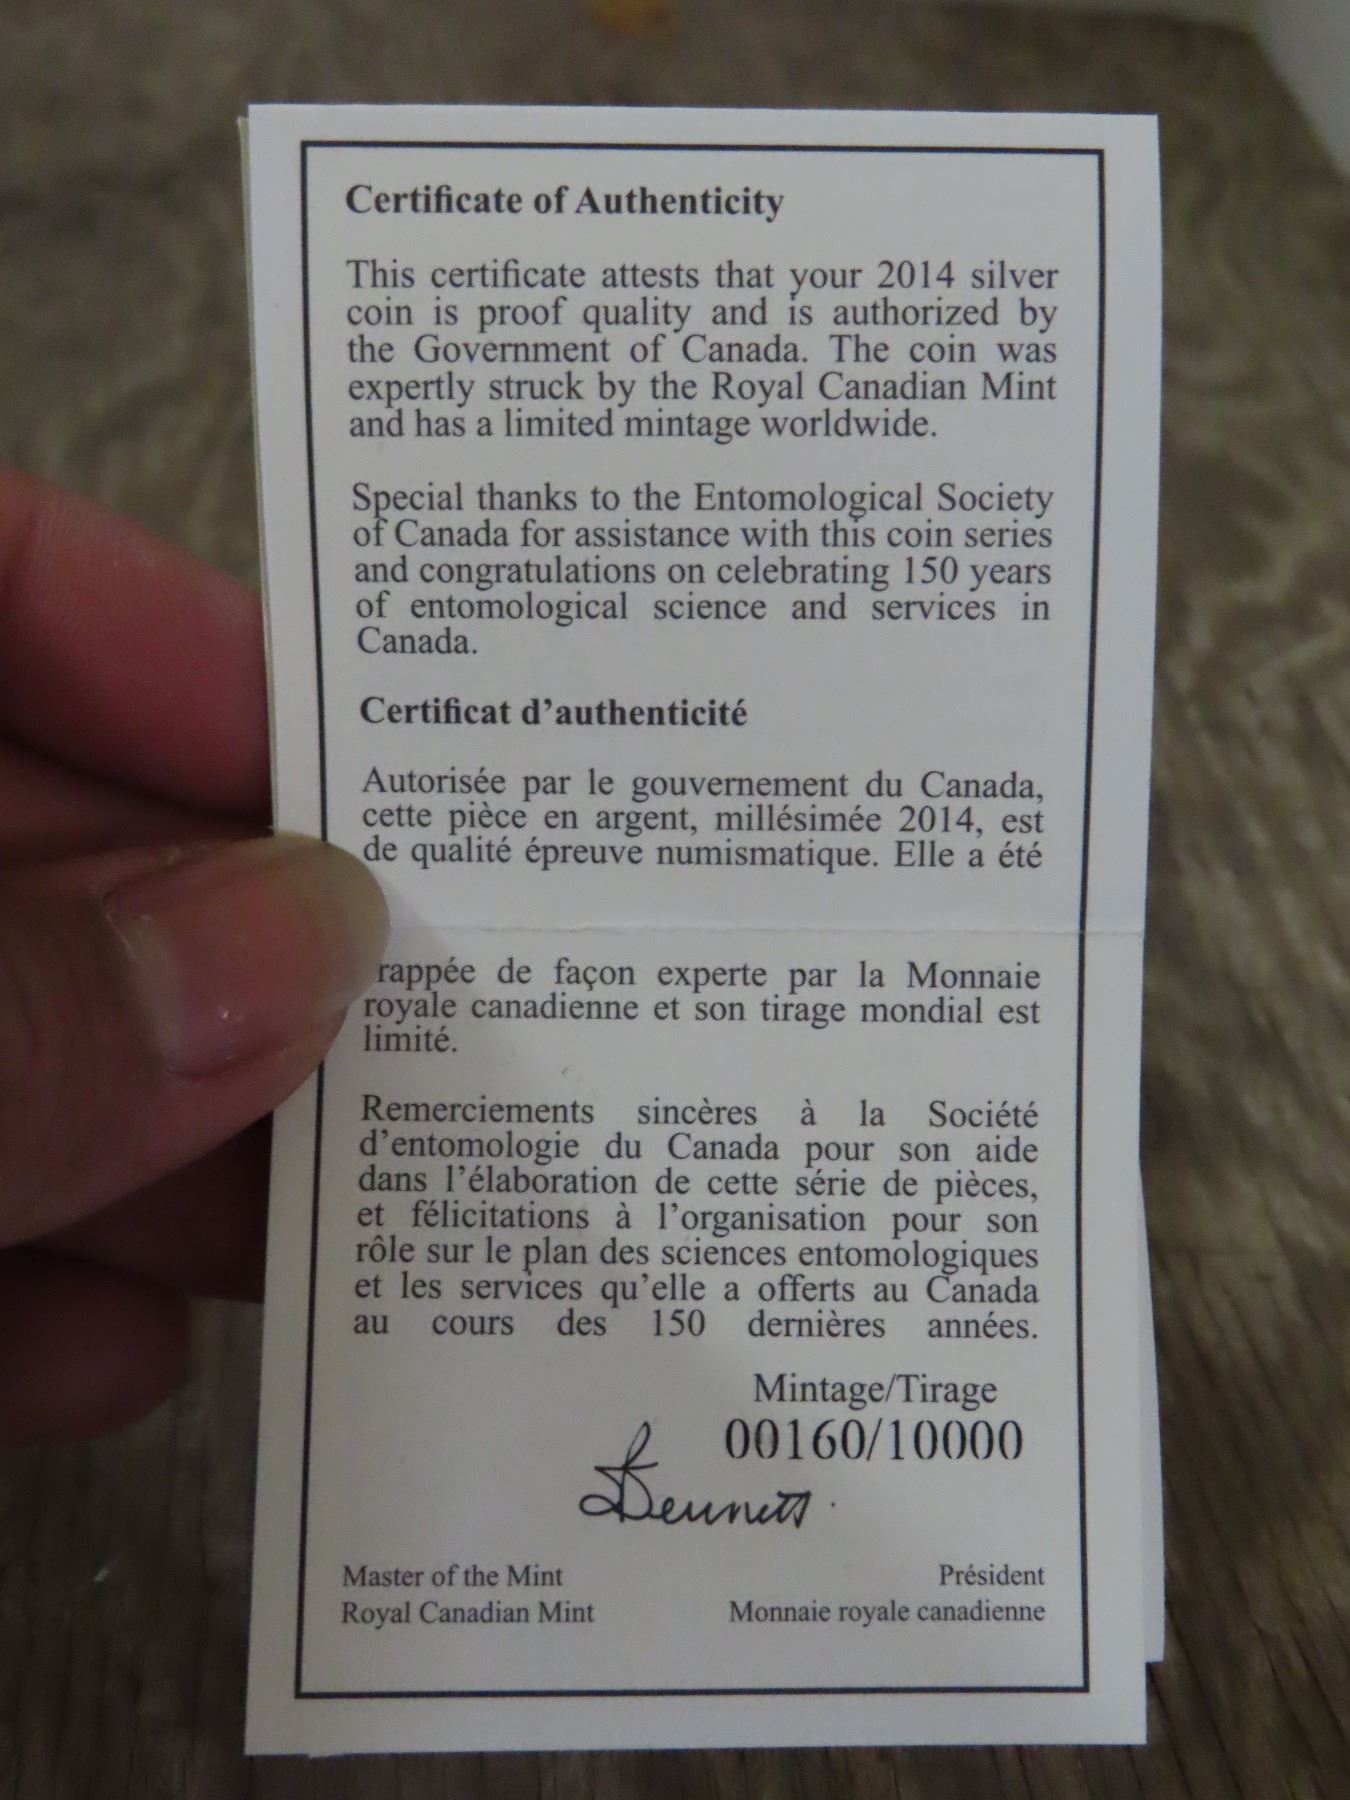 Certificate of Authenticity
This certificate attests that your 2014 silver
coin is proof quality and is authorized by
the Government of Canada. The coin was
expertly struck by the Royal Canadian Mint
and has a limited mintage worldwide.
Special thanks to the Entomological Society
of Canada for assistance with this coin series
and congratulations on celebrating 150 years
of entomological science and services in
Canada.
Certificat d’authenticité
Autorisée par le gouvernement du Canada,
cette pièce en argent, millésimée 2014, est
de qualité épreuve numismatique. Elle a été
rappée de façon experte par la Monnaie
royale canadienne et son tirage mondial est
limité.
Remerciements sincères à la Société
d’entomologie du Canada pour son aide
dans l’élaboration de cette série de pièces,
et félicitations à l’organisation pour son
rôle sur le plan des sciences entomologiques
et les services qu’elle a offerts au Canada
au cours des 150 dernières années.
Mintage/Tirage
00160/10000
Bennett
Master of the Mint
Royal Canadian Mint
Président
Monnaie royale canadienne